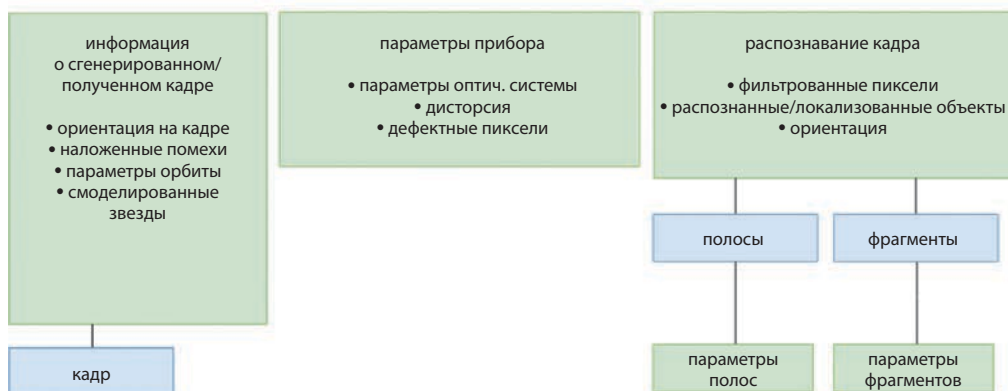 информация
о сгенерированном/
полученном кадре
• ориентация на кадре
• наложенные помехи
• параметры орбиты
• смоделированные
звезды
кадр
параметры прибора
• параметры оптич. системы
• дисторсия
• дефектные пиксели
распознавание кадра
• фильтрованные пиксели
• распознанные/локализованные объекты
• ориентация
полосы
фрагменты
параметры
полос
параметры
фрагментов